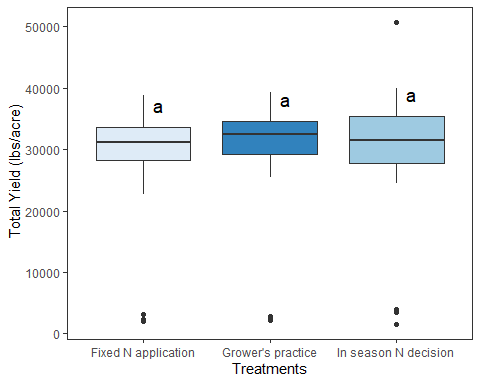 50000
40000
30000
20000
10000
0
Total Yield (lbs/acre)
a
a
a
Fixed N application
Grower's practice
In season N decision
Treatments